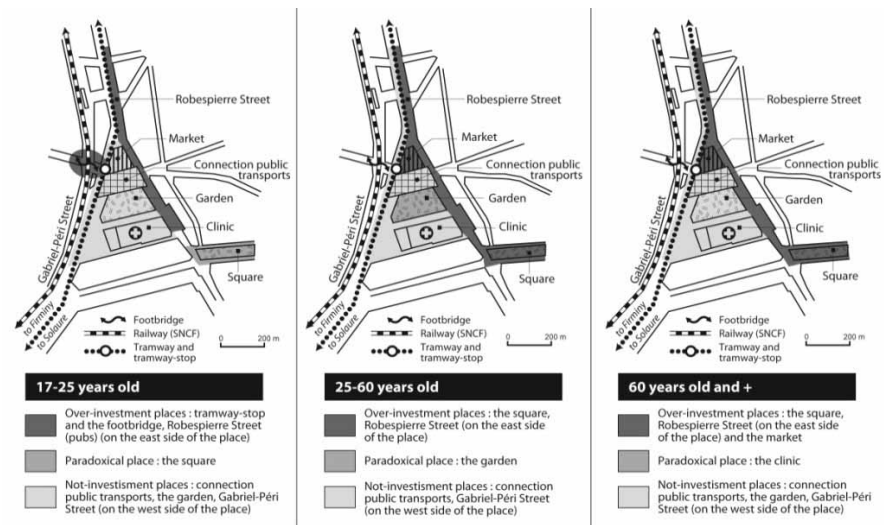 Robespierre Street
Market
Connection public
transports
Gabriel-Péri Street
Garden
Clinic
Square
to Firminy
to Solaure
Footbridge
Railway (SNCF)
Tramway and
tramway-stop
0 200 m
17-25 years old
Over-investment places : tramway-stop
and the footbridge, Robespierre Street
(pubs) (on the east side of the place)
Paradoxical place : the square
Not-investisment places : connection
public transports, the garden, Gabriel-Péri
Street (on the west side of the place)
Robespierre Street
Market
Connection public
transports
Gabriel-Péri Street
Garden
Clinic
Square
to Firminy
to Solaure
Footbridge
Railway (SNCF)
Tramway and
tramway-stop
0 200 m
25-60 years old
Over-investment places : the square,
Robespierre Street (on the east side
of the place)
Paradoxical place : the garden
Not-investisment places : connection
public transports, Gabriel-Péri Street
(on the west side of the place)
Robespierre Street
Market
Connection public
transports
Gabriel-Péri Street
Garden
Clinic
Square
to Firminy
to Solaure
Footbridge
Railway (SNCF)
Tramway and
tramway-stop
0 200 m
60 years old and +
Over-investment places : the square,
Robespierre Street (on the east side
of the place) and the market
Paradoxical place : the clinic
Not-investisment places : connection
public transports, the garden, Gabriel-Péri
Street (on the west side of the place)